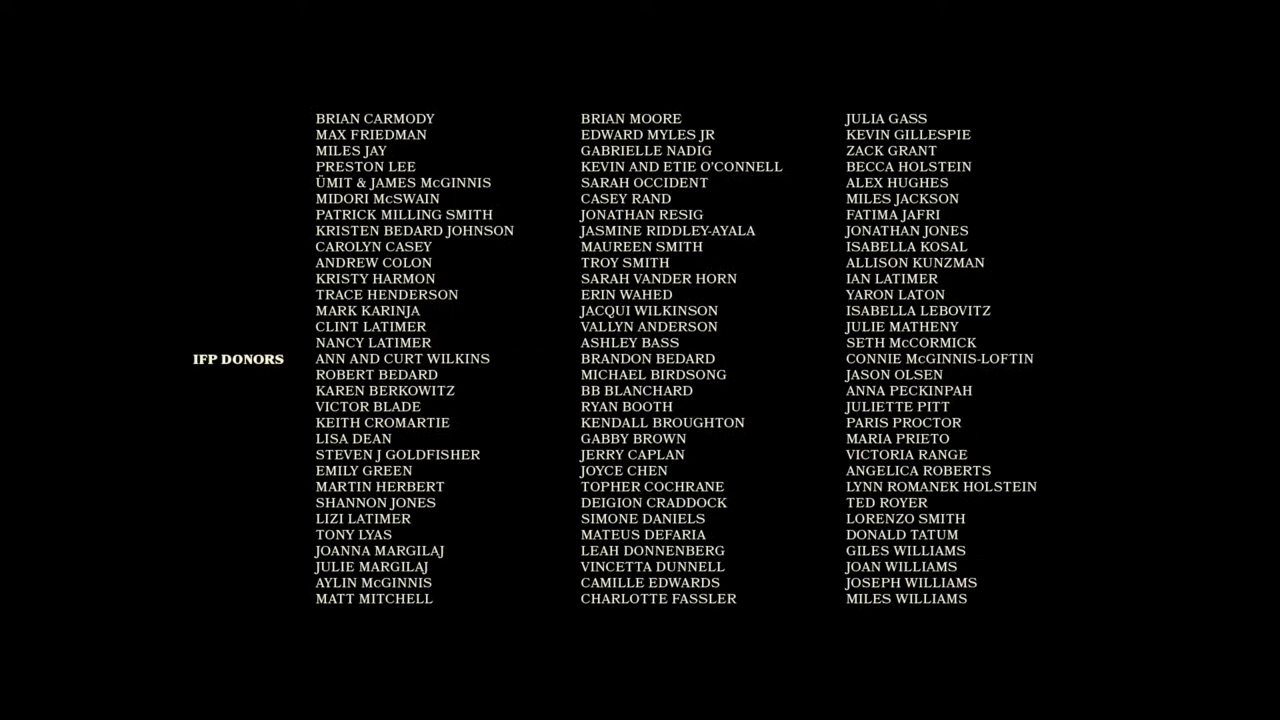 IFP DONORS
BRIAN CARMODY
MAX FRIEDMAN
MILES JAY
PRESTON LEE
ÜMIT & JAMES McGINNIS
MIDORI McSWAIN
PATRICK MILLING SMITH
KRISTEN BEDARD JOHNSON
CAROLYN CASEY
ANDREW COLON
KRISTY HARMON
TRACE HENDERSON
MARK KARINJA
CLINT LATIMER
NANCY LATIMER
ANN AND CURT WILKINS
ROBERT BEDARD
KAREN BERKOWITZ
VICTOR BLADE
KEITH CROMARTIE
LISA DEAN
STEVEN J GOLDFISHER
EMILY GREEN
MARTIN HERBERT
SHANNON JONES
LIZI LATIMER
TONY LYAS
JOANNA MARGILAJ
JULIE MARGILAJ
AYLIN McGINNIS
MATT MITCHELL
BRIAN MOORE
EDWARD MYLES JR
GABRIELLE NADIG
KEVIN AND ETIE O'CONNELL
SARAH OCCIDENT
CASEY RAND
JONATHAN RESIG
JASMINE RIDDLEY-AYALA
MAUREEN SMITH
TROY SMITH
SARAH VANDER HORN
ERIN WAHED
JACQUI WILKINSON
VALLYN ANDERSON
ASHLEY BASS
BRANDON BEDARD
MICHAEL BIRDSONG
BB BLANCHARD
RYAN BOOTH
KENDALL BROUGHTON
GABBY BROWN
JERRY CAPLAN
JOYCE CHEN
TOPHER COCHRANE
DEIGION CRADDOCK
SIMONE DANIELS
MATEUS DEFARIA
LEAH DONNENBERG
VINCETTA DUNNELL
CAMILLE EDWARDS
CHARLOTTE FASSLER
JULIA GASS
KEVIN GILLESPIE
ZACK GRANT
BECCA HOLSTEIN
ALEX HUGHES
MILES JACKSON
FATIMA JAFRI
JONATHAN JONES
ISABELLA KOSAL
ALLISON KUNZMAN
IAN LATIMER
YARON LATON
ISABELLA LEBOVITZ
JULIE MATHENY
SETH McCORMICK
CONNIE McGINNIS-LOFTIN
JASON OLSEN
ANNA PECKINPAH
JULIETTE PITT
PARIS PROCTOR
MARIA PRIETO
VICTORIA RANGE
ANGELICA ROBERTS
LYNN ROMANEK HOLSTEIN
TED ROYER
LORENZO SMITH
DONALD TATUM
GILES WILLIAMS
JOAN WILLIAMS
JOSEPH WILLIAMS
MILES WILLIAMS